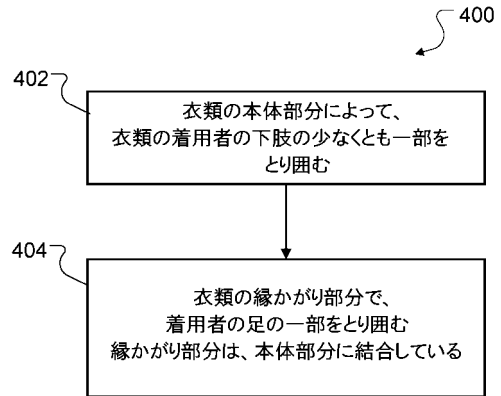 400
402
衣類の本体部分によって、
衣類の着用者の下肢の少なくとも一部を
とり囲む
404
衣類の縁かがり部分で、
着用者の足の一部をとり囲む
縁かがり部分は、本体部分に結合している